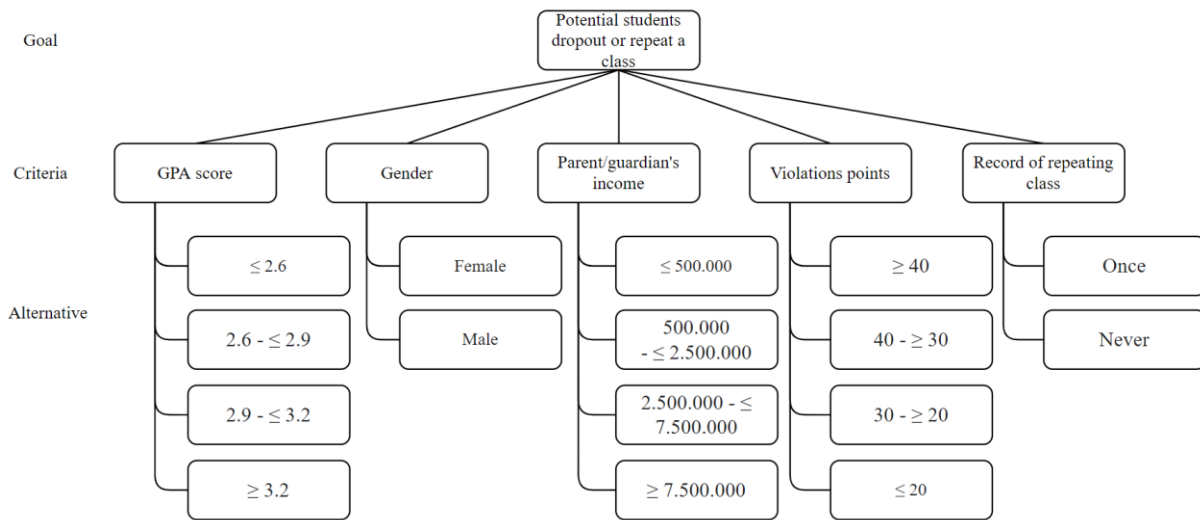 Goal
Potential students
dropout or repeat a
class
Criteria
GPA score
Gender
Parent/guardian's
income
Violations points
Record of repeating
class
Alternative
≤ 2.6
Female
≤ 500.000
≥ 40
Once
2.6 - ≤ 2.9
Male
500.000
- ≤ 2.500.000
40 - ≥ 30
Never
2.9 - ≤ 3.2
2.500.000 - ≤
7.500.000
30 - ≥ 20
≥ 3.2
≥ 7.500.000
≤ 20